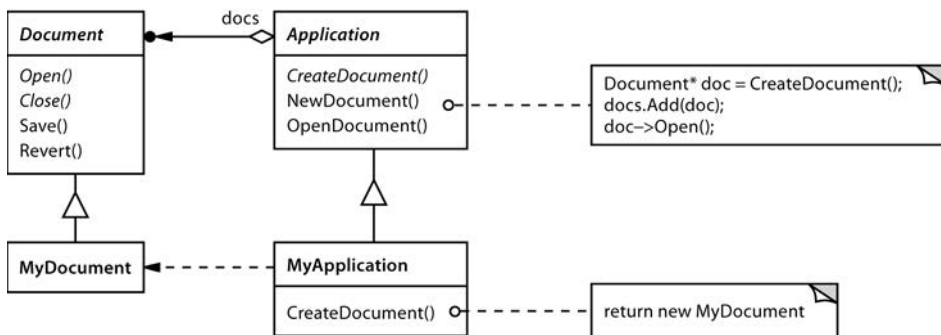 docs
Document
Open()
Close()
Save()
Revert()
Application
CreateDocument()
NewDocument()
OpenDocument()
Document* doc = CreateDocument();
docs.Add(doc);
doc–>Open();
MyDocument
MyApplication
CreateDocument()
return new MyDocument